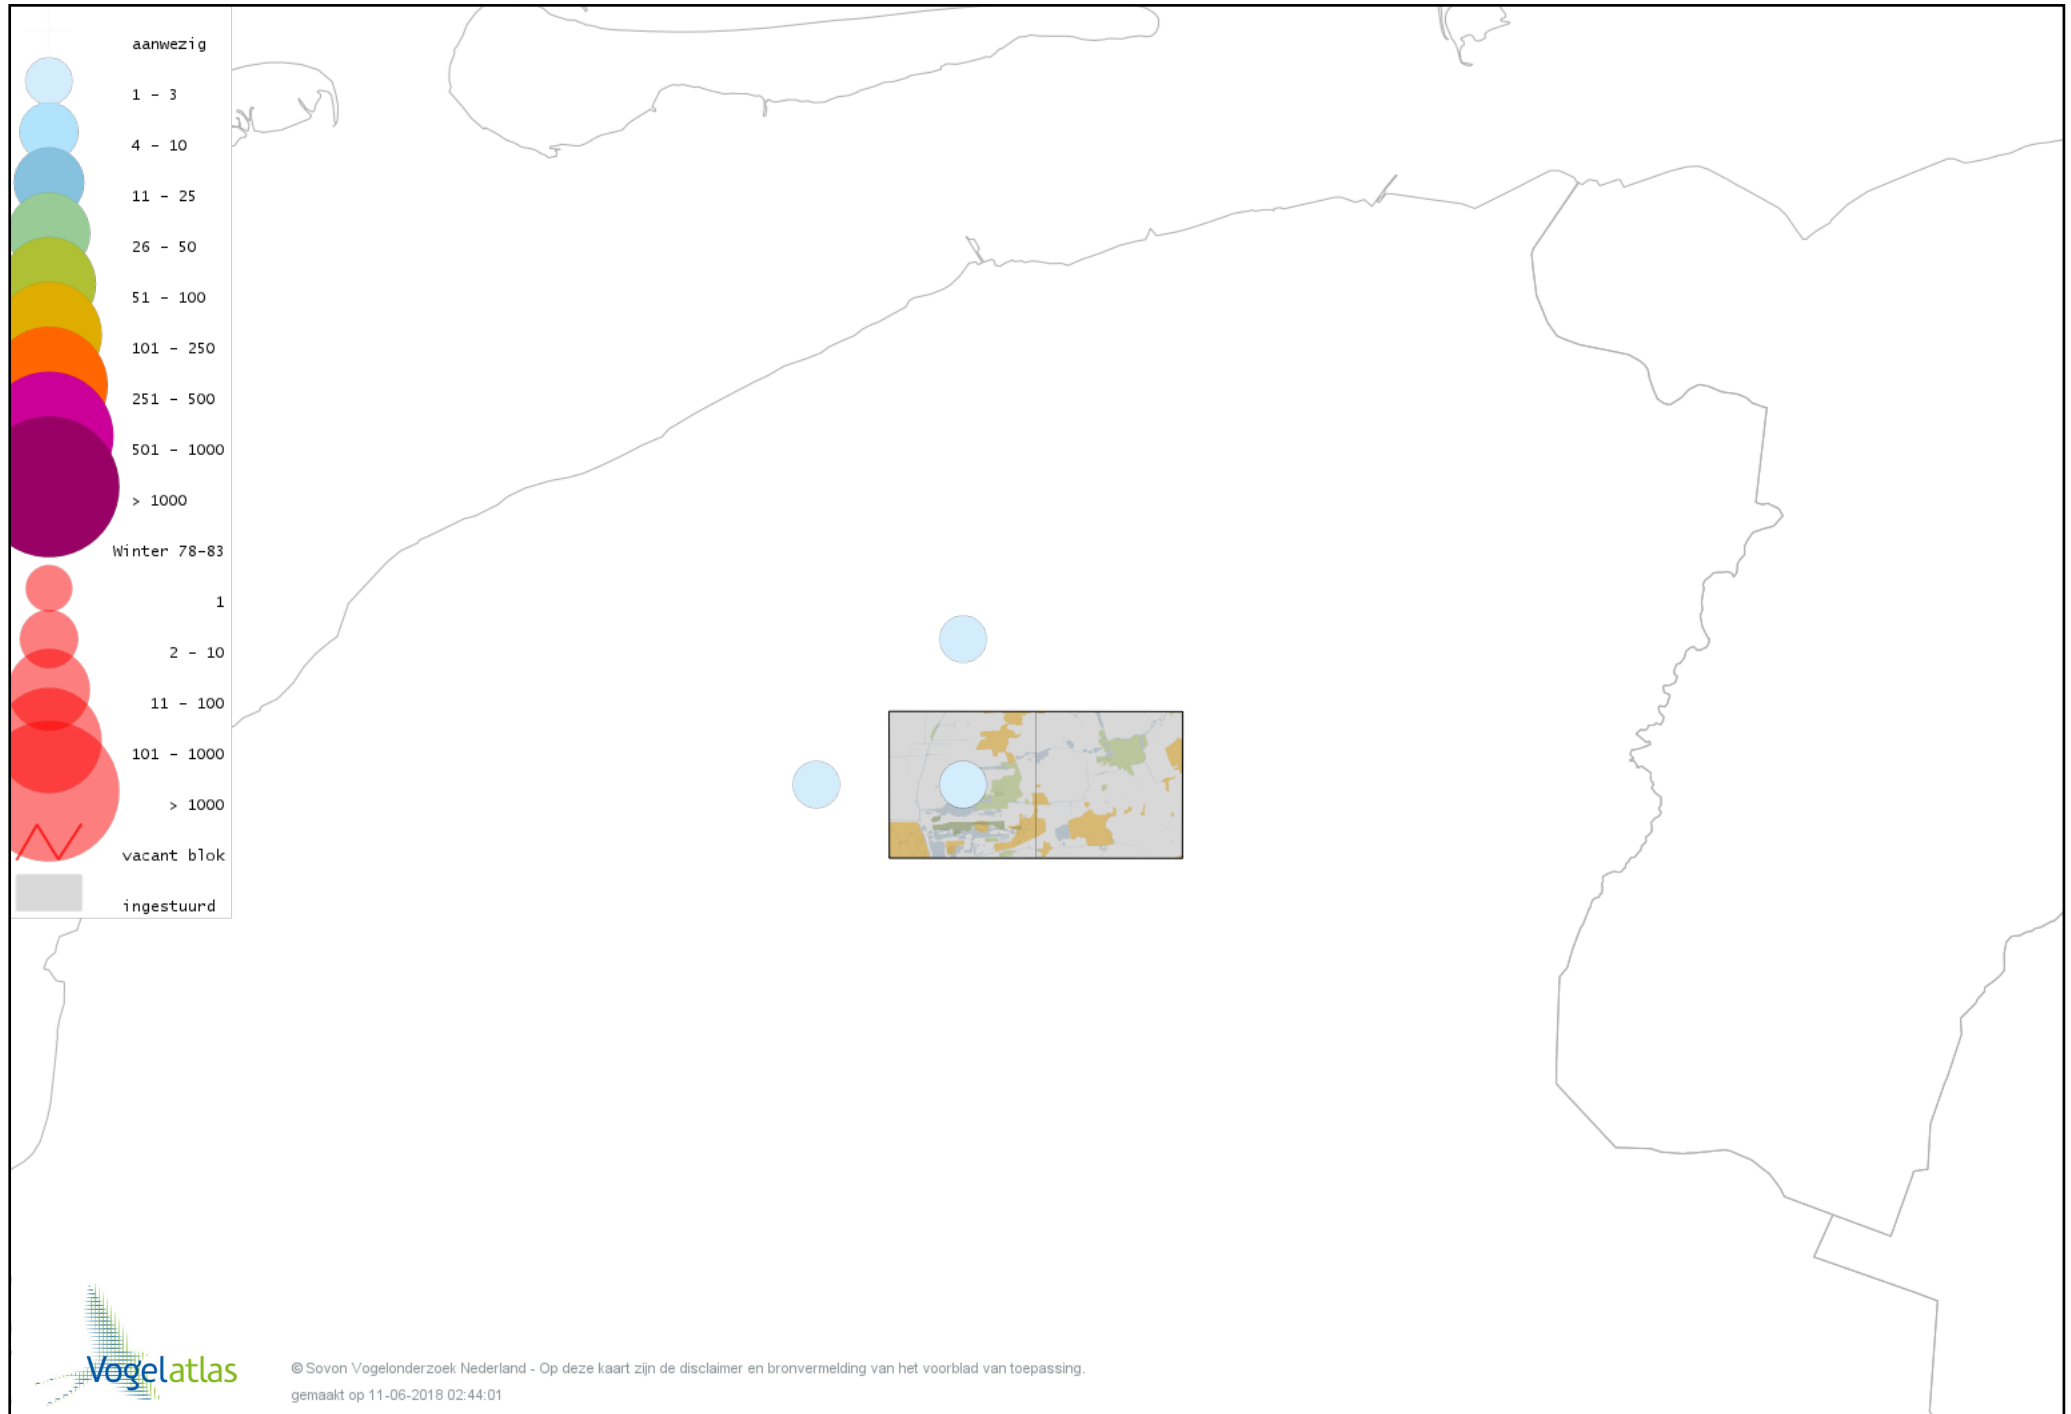 aanwezig
1 - 3
4 - 10
11 - 25
26 - 50
51 - 100
101 - 250
251 - 500
501 - 1000
> 1000
Winter 78-83
1
2 - 10
11 - 100
101 - 1000
> 1000
vacant blok
ingestuurd
Vogelatlas
© Sovon Vogelonderzoek Nederland - Op deze kaart zijn de disclaimer en bronvermelding van het voorblad van toepassing.
gemaakt op 11-06-2018 02:44:01